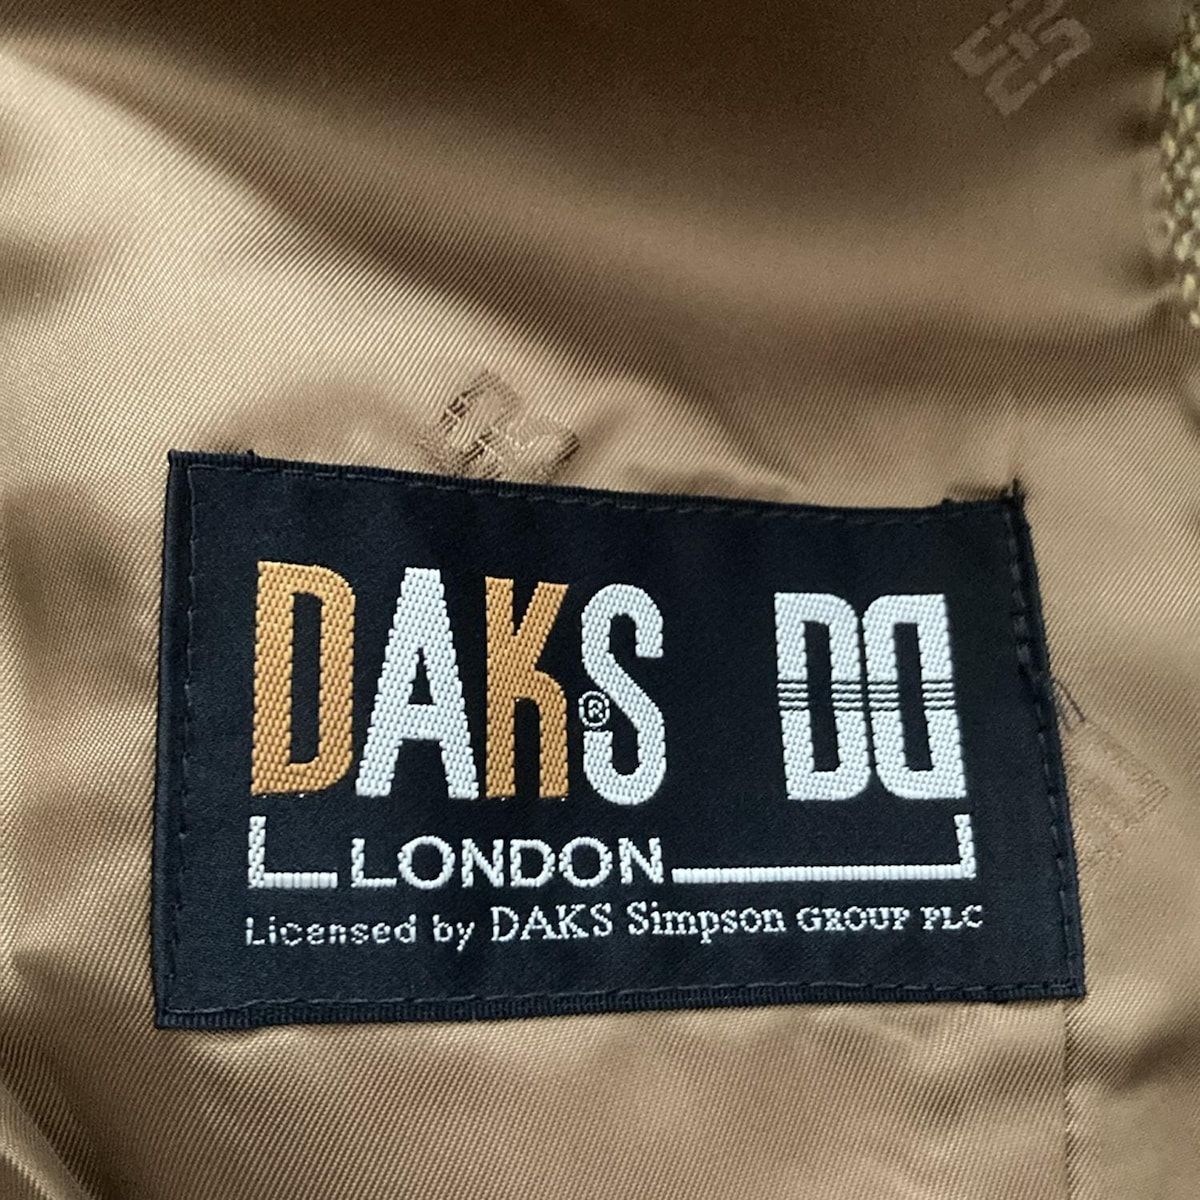 DAKS® DD
LONDON
Licensed by DAKS Simpson GROUP PLC